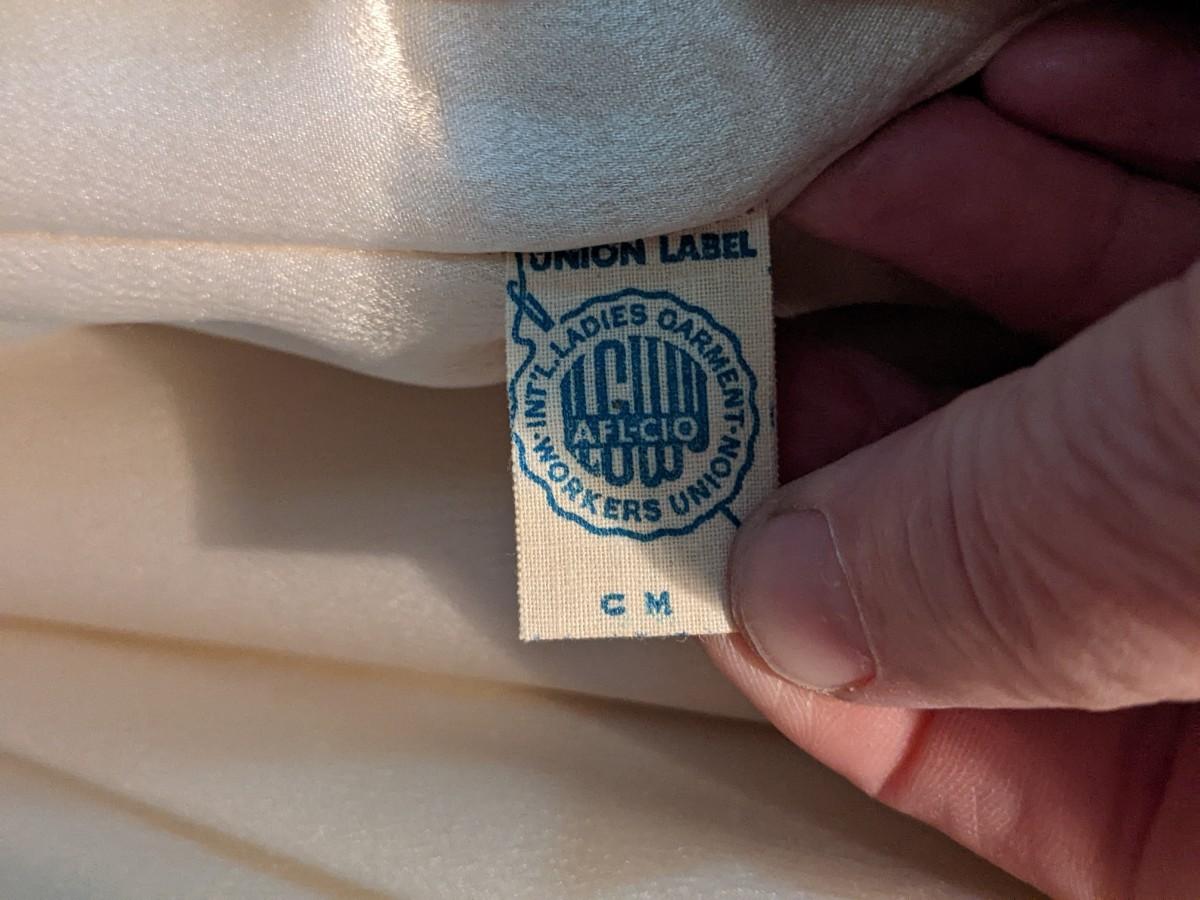 UNION LABEL
INT'L·LADIES GARMENT·
WORKERS UNION
ILGWU
AFL-CIO
C M